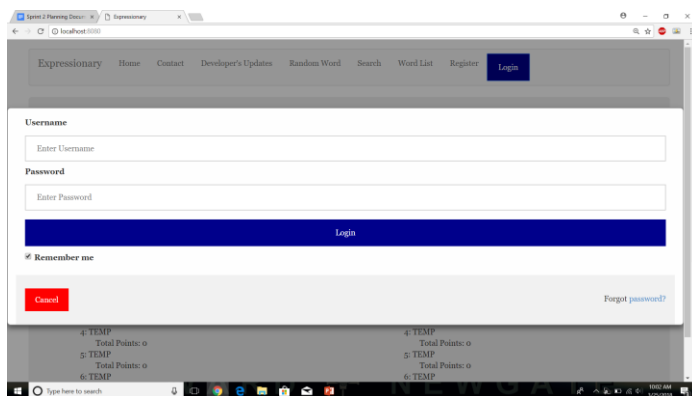 Sprint 2 Planning Docum
Expressionary
localhost:8080
Expressionary Home Contact Developer's Updates Random Word Search Word List Register Login
Username
Enter Username
Password
Enter Password
Login
Remember me
Cancel
Forgot password?
4: TEMP 4: TEMP
Total Points: 0 Total Points: 0
5: TEMP 5: TEMP
Total Points: 0 Total Points: 0
6: TEMP 6: TEMP
Type here to search
10:02 AM